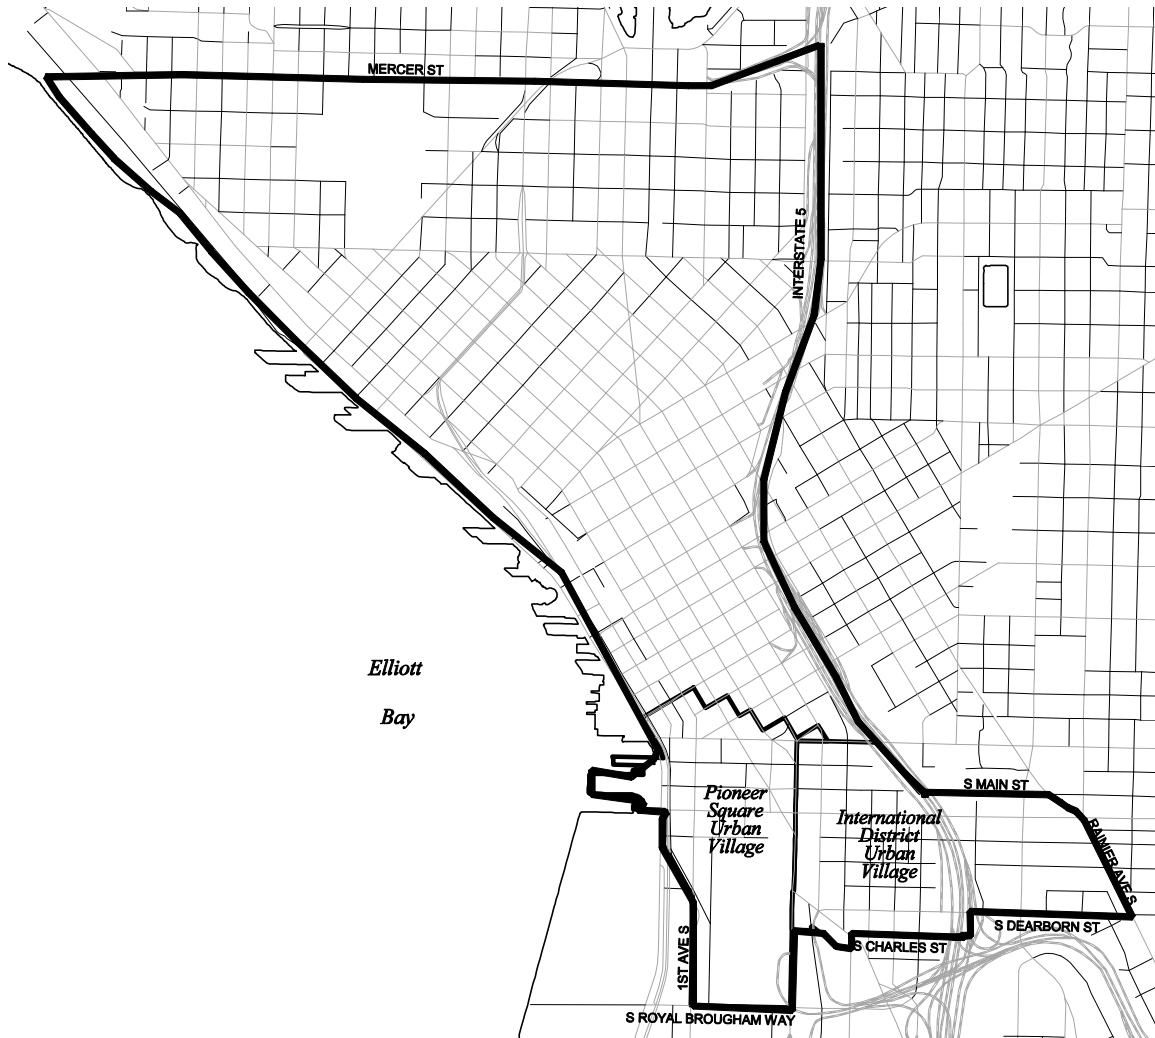 MERCER ST
INTERSTATE 5
Elliott
Bay
S MAIN ST
Pioneer
Square
Urban
Village
International
District
Urban
Village
RAINIER AVE S
S DEARBORN ST
S CHARLES ST
1ST AVE S
S ROYAL BROUGHAM WAY